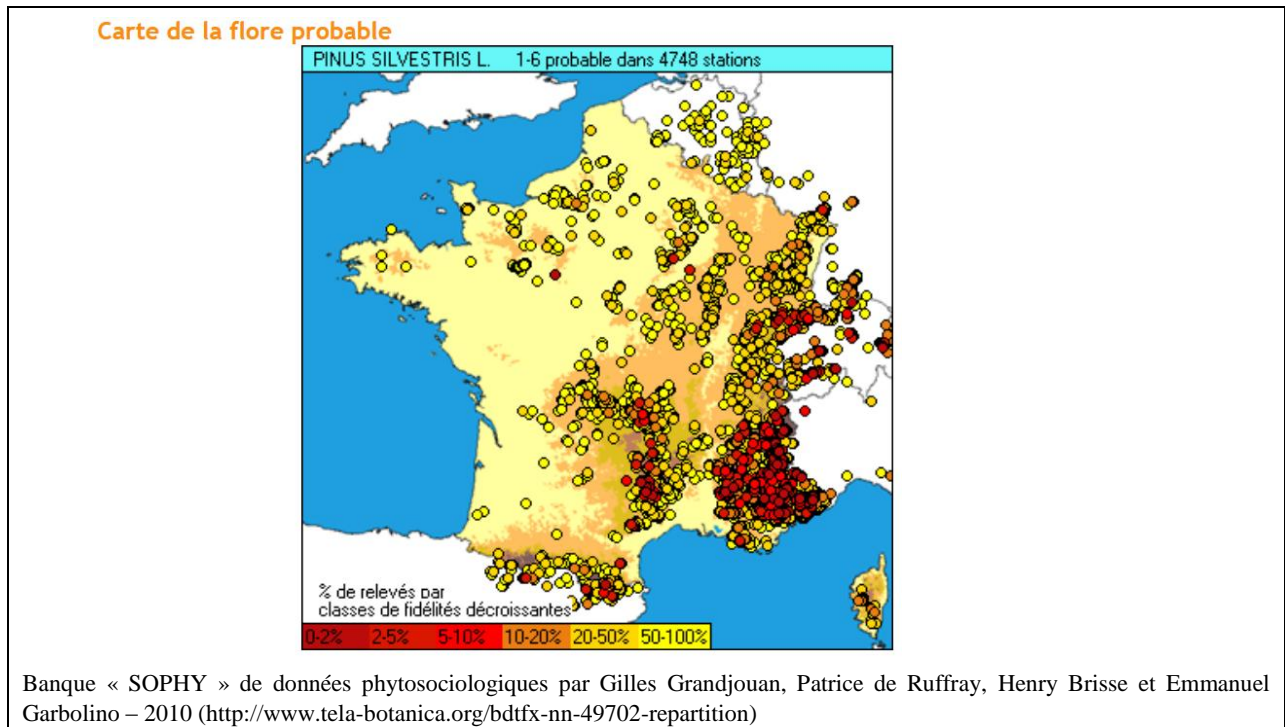 Carte de la flore probable
PINUS SILVESTRIS L. 1-6 probable dans 4748 stations
% de relevés par
classes de fidélités décroissantes
0-2% 2-5% 5-10% 10-20% 20-50% 50-100%
Banque « SOPHY » de données phytosociologiques par Gilles Grandjouan, Patrice de Ruffray, Henry Brisse et Emmanuel
Garbolino – 2010 (http://www.tela-botanica.org/bdtfx-nn-49702-repartition)